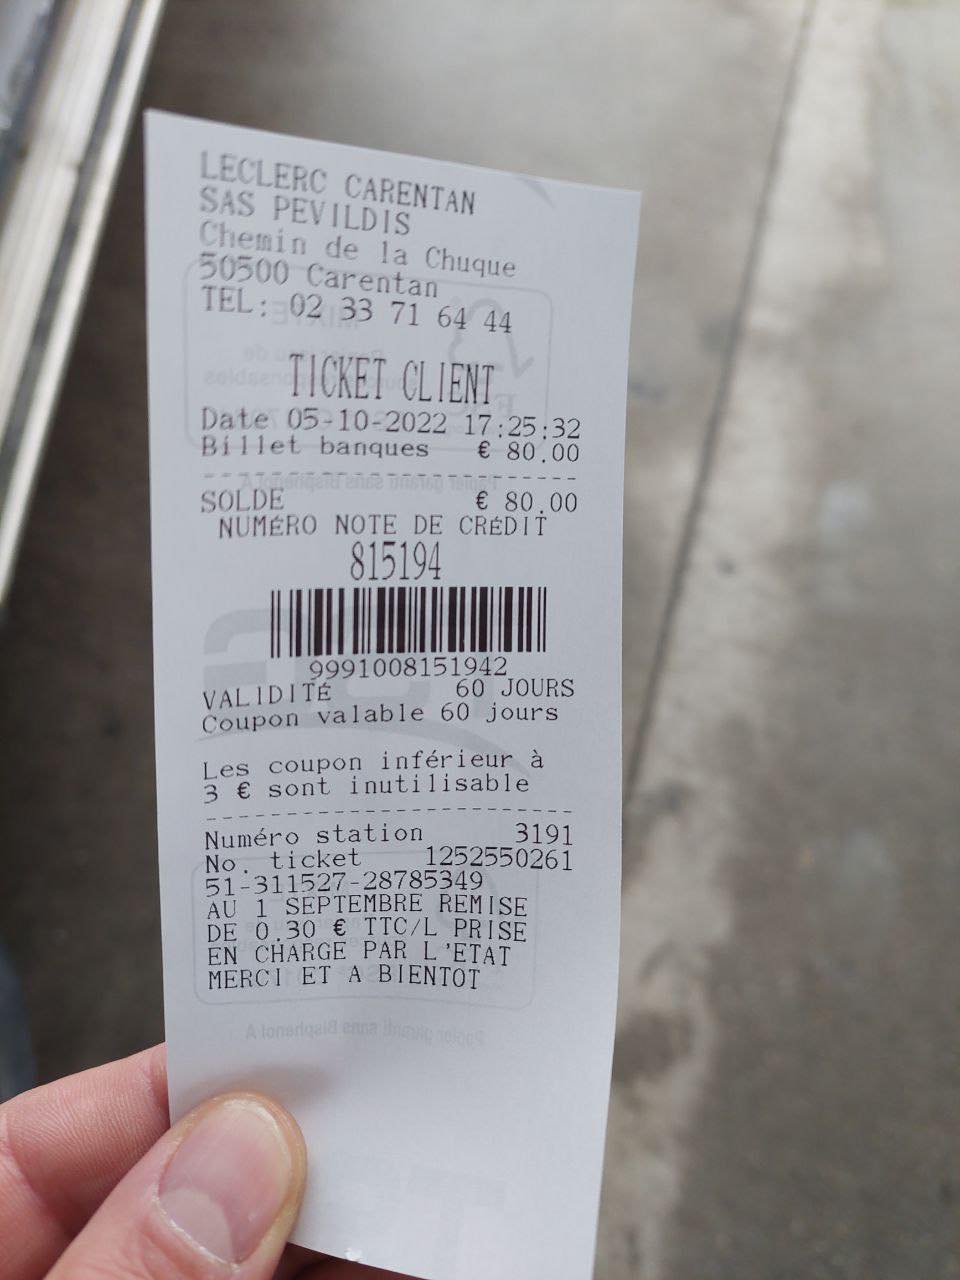 LECLERC CARENTAN
SAS PEVILDIS
Chemin de la Chuque
50500 Carentan
TEL: 02 33 71 64 44
TICKET CLIENT
Date 05-10-2022 17:25:32
Billet banques € 80.00
SOLDE € 80.00
NUMÉRO NOTE DE CRÉDIT
815194
9991008151942
VALIDITÉ 60 JOURS
Coupon valable 60 jours
Les coupon inférieur à
3 € sont inutilisable
Numéro station 3191
No. ticket 1252550261
51-311527-28785349
AU 1 SEPTEMBRE REMISE
DE 0.30 € TTC/L PRISE
EN CHARGE PAR L'ETAT
MERCI ET A BIENTOT
Papier garanti sans Bisphenol A